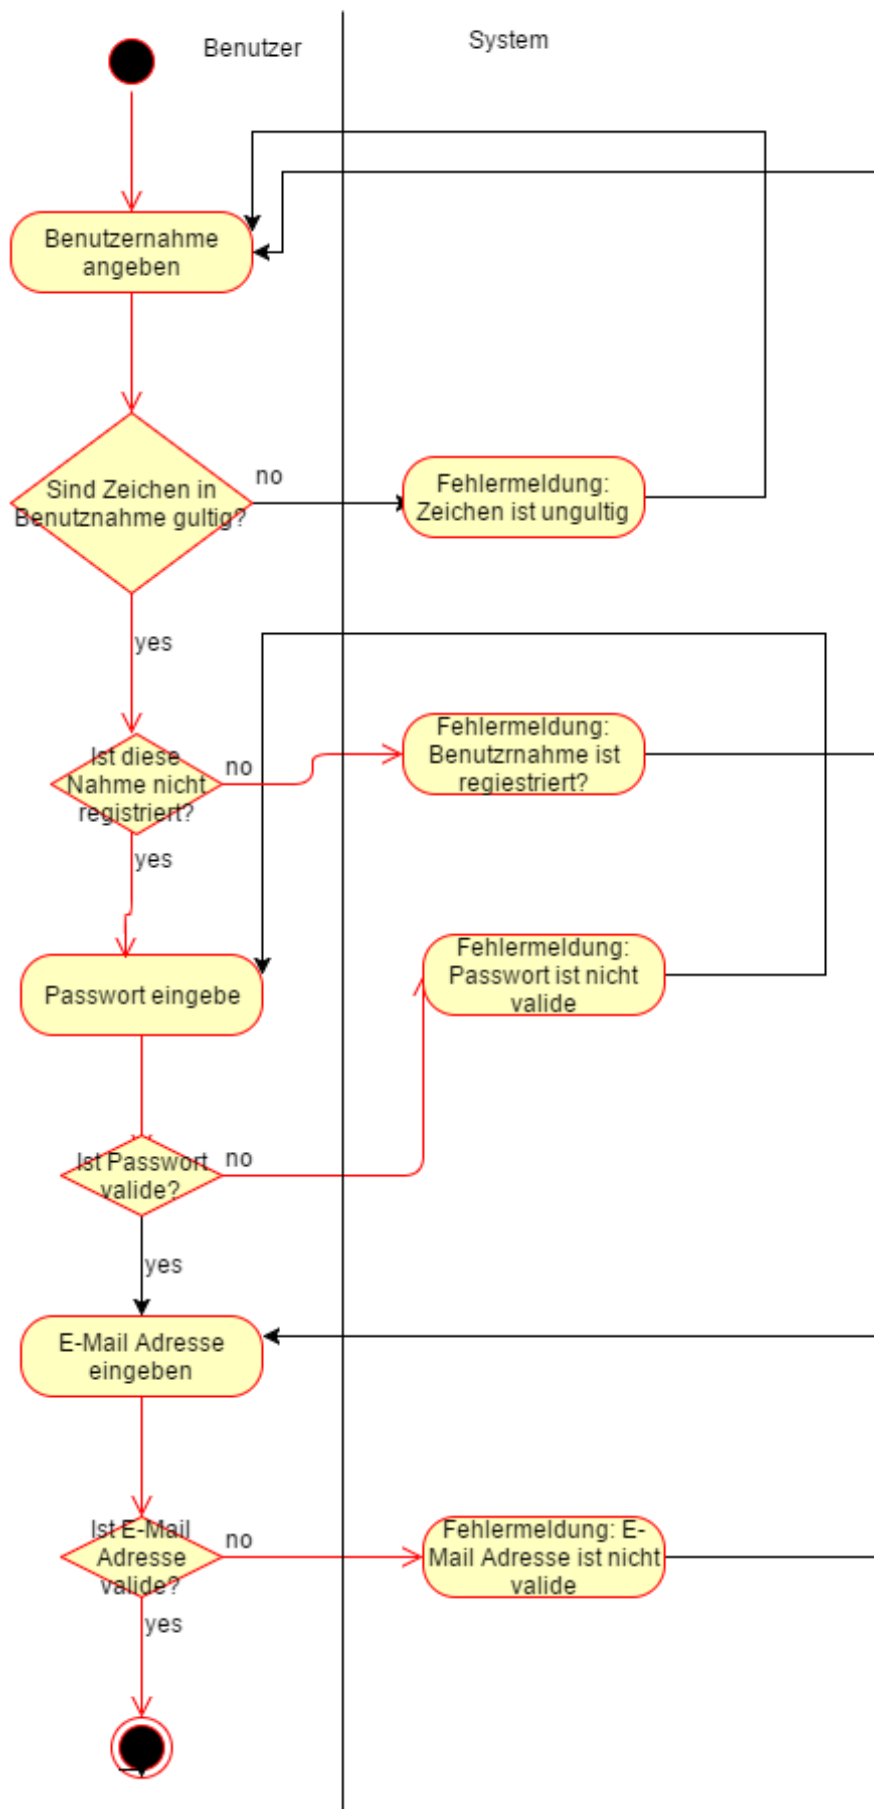 Benutzer
System
Benutzernahme
angeben
Sind Zeichen in
Benutznahme gultig?
no
Fehlermeldung:
Zeichen ist ungultig
yes
Ist diese
Nahme nicht
registriert?
no
Fehlermeldung:
Benutzrnahme ist
regiestriert?
yes
Passwort eingebe
Fehlermeldung:
Passwort ist nicht
valide
Ist Passwort
valide?
no
yes
E-Mail Adresse
eingeben
Ist E-Mail
Adresse
valide?
no
Fehlermeldung: E-
Mail Adresse ist nicht
valide
yes